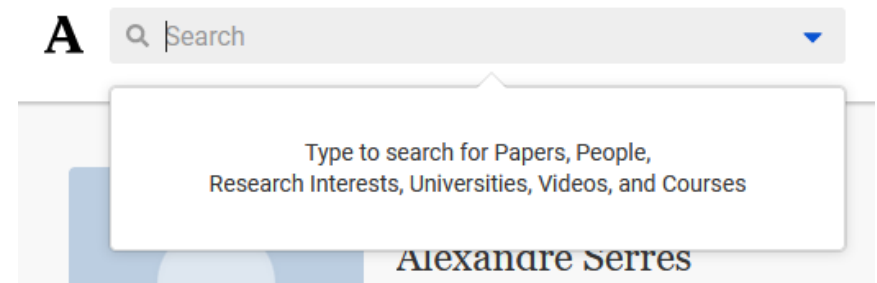 A
Search
Type to search for Papers, People,
Research Interests, Universities, Videos, and Courses
Alexandre Serres